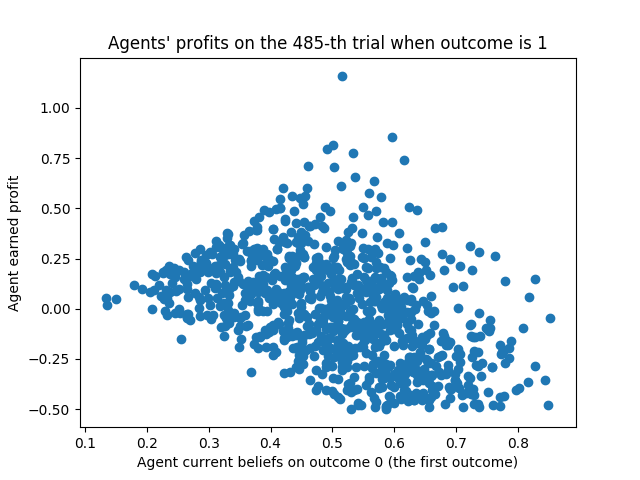 Agents' profits on the 485-th trial when outcome is 1
1.00
0.75
0.50
0.25
0.00
−0.25
−0.50
Agent earned profit
0.1 0.2 0.3 0.4 0.5 0.6 0.7 0.8
Agent current beliefs on outcome 0 (the first outcome)